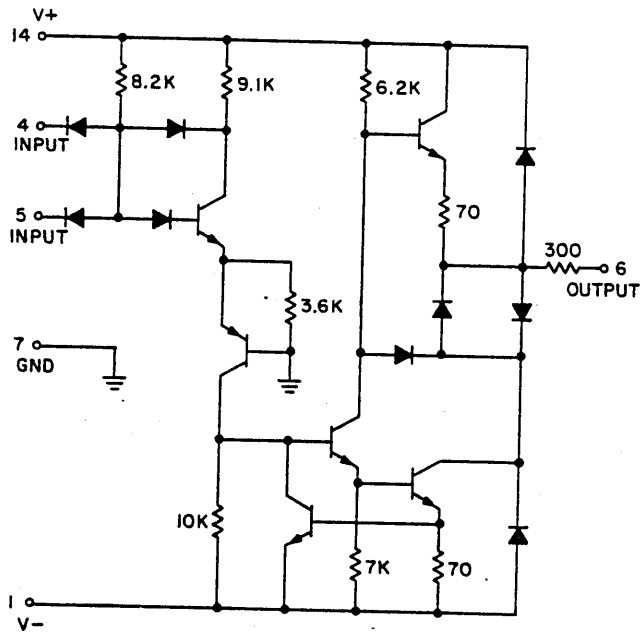 V+
14
8.2K
9.1K
6.2K
4
INPUT
5
INPUT
70
300
6
OUTPUT
3.6K
7
GND
10K
7K
70
1
V-